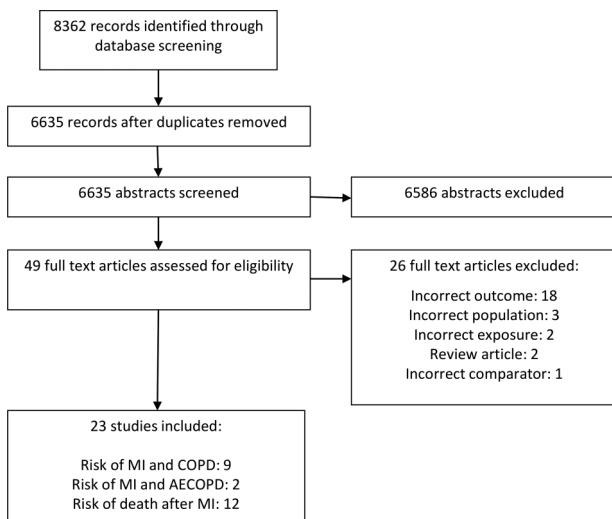 8362 records identified through
database screening
6635 records after duplicates removed
6635 abstracts screened
6586 abstracts excluded
49 full text articles assessed for eligibility
26 full text articles excluded:
Incorrect outcome: 18
Incorrect population: 3
Incorrect exposure: 2
Review article: 2
Incorrect comparator: 1
23 studies included:
Risk of MI and COPD: 9
Risk of MI and AECOPD: 2
Risk of death after MI: 12